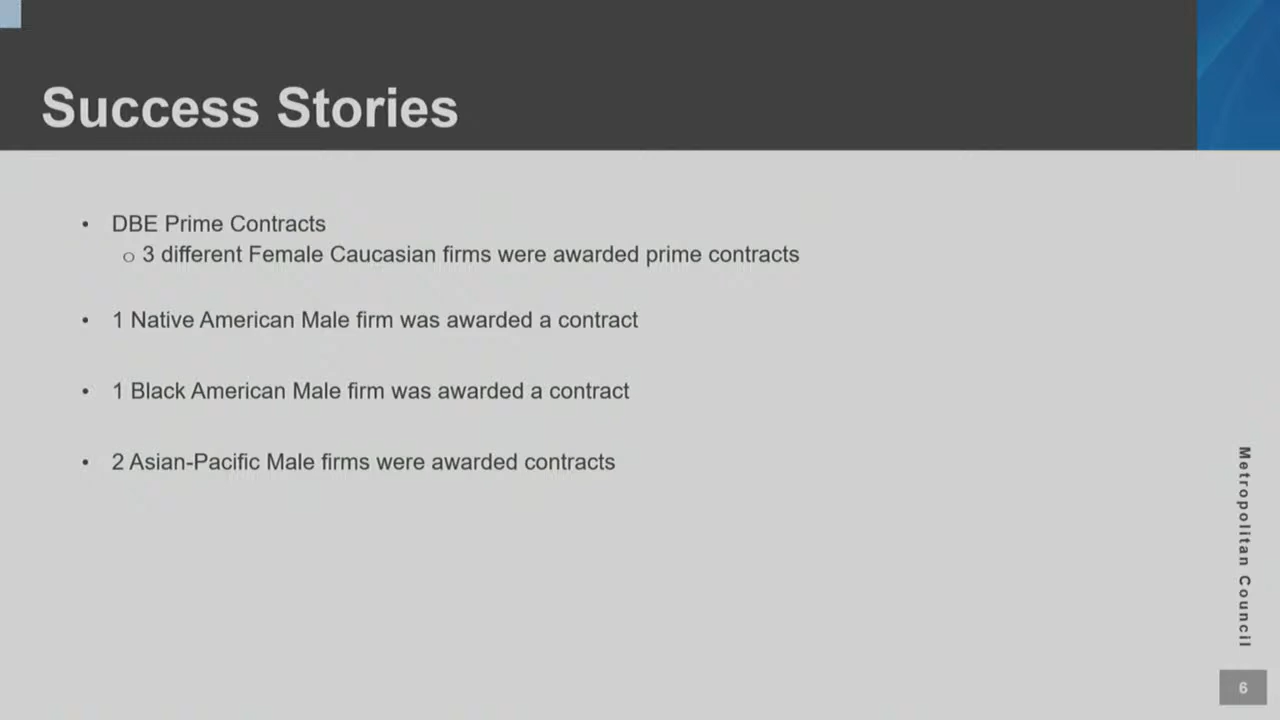 Success Stories
• DBE Prime Contracts
o 3 different Female Caucasian firms were awarded prime contracts
• 1 Native American Male firm was awarded a contract
• 1 Black American Male firm was awarded a contract
• 2 Asian-Pacific Male firms were awarded contracts
Metropolitan Council
6